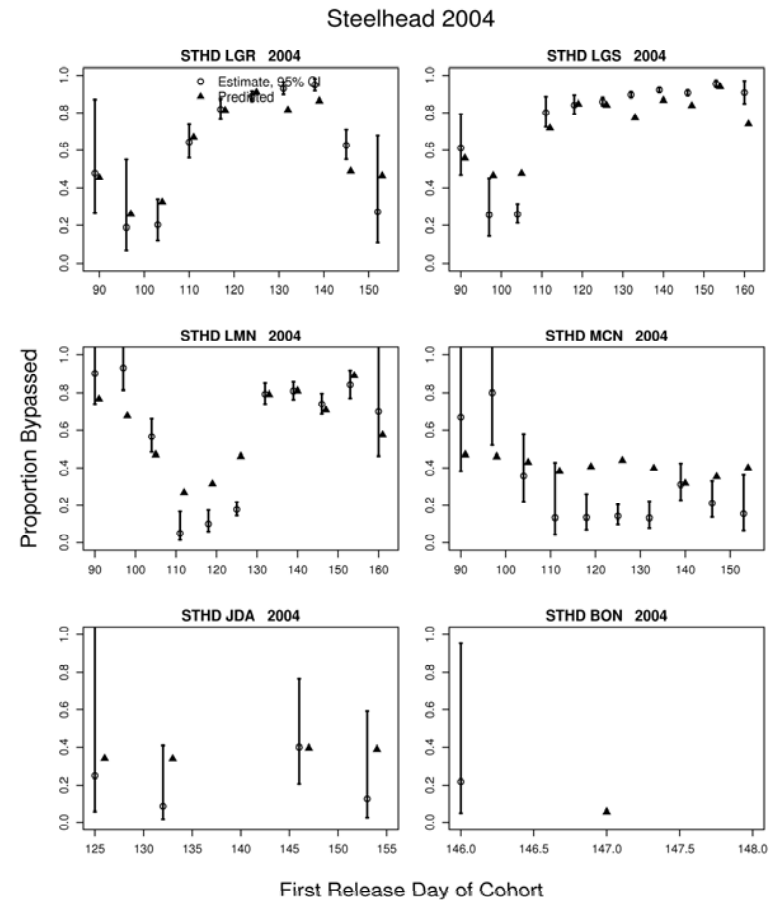 Steelhead 2004
STHD LGR 2004
Estimate, 95% CI
Predicted
0.0 0.2 0.4 0.6 0.8 1.0
90 100 110 120 130 140 150
STHD LGS 2004
0.0 0.2 0.4 0.6 0.8 1.0
90 100 110 120 130 140 150 160
Proportion Bypassed
STHD LMN 2004
0.0 0.2 0.4 0.6 0.8 1.0
90 100 110 120 130 140 150 160
STHD MCN 2004
0.0 0.2 0.4 0.6 0.8 1.0
90 100 110 120 130 140 150
STHD JDA 2004
0.0 0.2 0.4 0.6 0.8 1.0
125 130 135 140 145 150 155
STHD BON 2004
0.0 0.2 0.4 0.6 0.8 1.0
146.0 146.5 147.0 147.5 148.0
First Release Day of Cohort